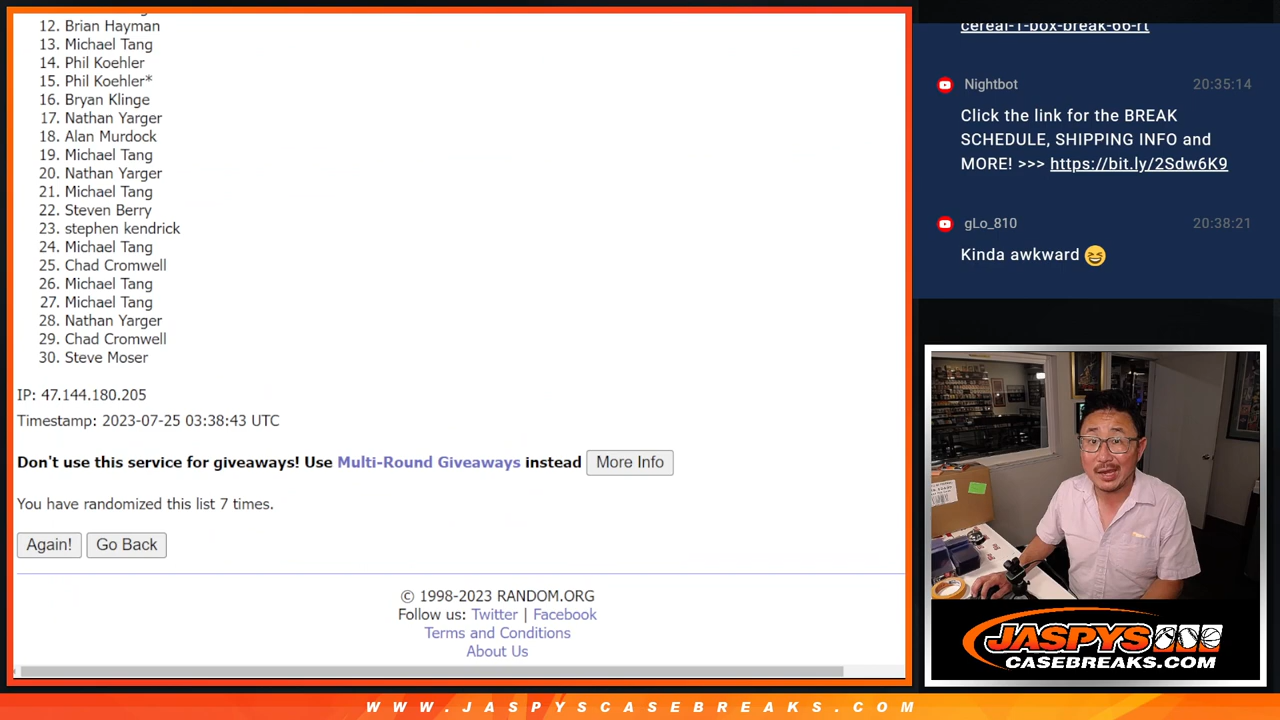 12. Brian Hayman
13. Michael Tang
14. Phil Koehler
15. Phil Koehler*
16. Bryan Klinge
17. Nathan Yarger
18. Alan Murdock
19. Michael Tang
20. Nathan Yarger
21. Michael Tang
22. Steven Berry
23. stephen kendrick
24. Michael Tang
25. Chad Cromwell
26. Michael Tang
27. Michael Tang
28. Nathan Yarger
29. Chad Cromwell
30. Steve Moser
IP: 47.144.180.205
Timestamp: 2023-07-25 03:38:43 UTC
Don't use this service for giveaways! Use Multi-Round Giveaways instead More Info
You have randomized this list 7 times.
Again! Go Back
© 1998-2023 RANDOM.ORG
Follow us: Twitter | Facebook
Terms and Conditions
About Us
cereal-1-box-break-66-rt
Nightbot 20:35:14
Click the link for the BREAK
SCHEDULE, SHIPPING INFO and
MORE! >>> https://bit.ly/2Sdw6K9
gLo_810 20:38:21
Kinda awkward 😆
JASPYS
CASEBREAKS.COM
WWW.JASPYSCASEBREAKS.COM